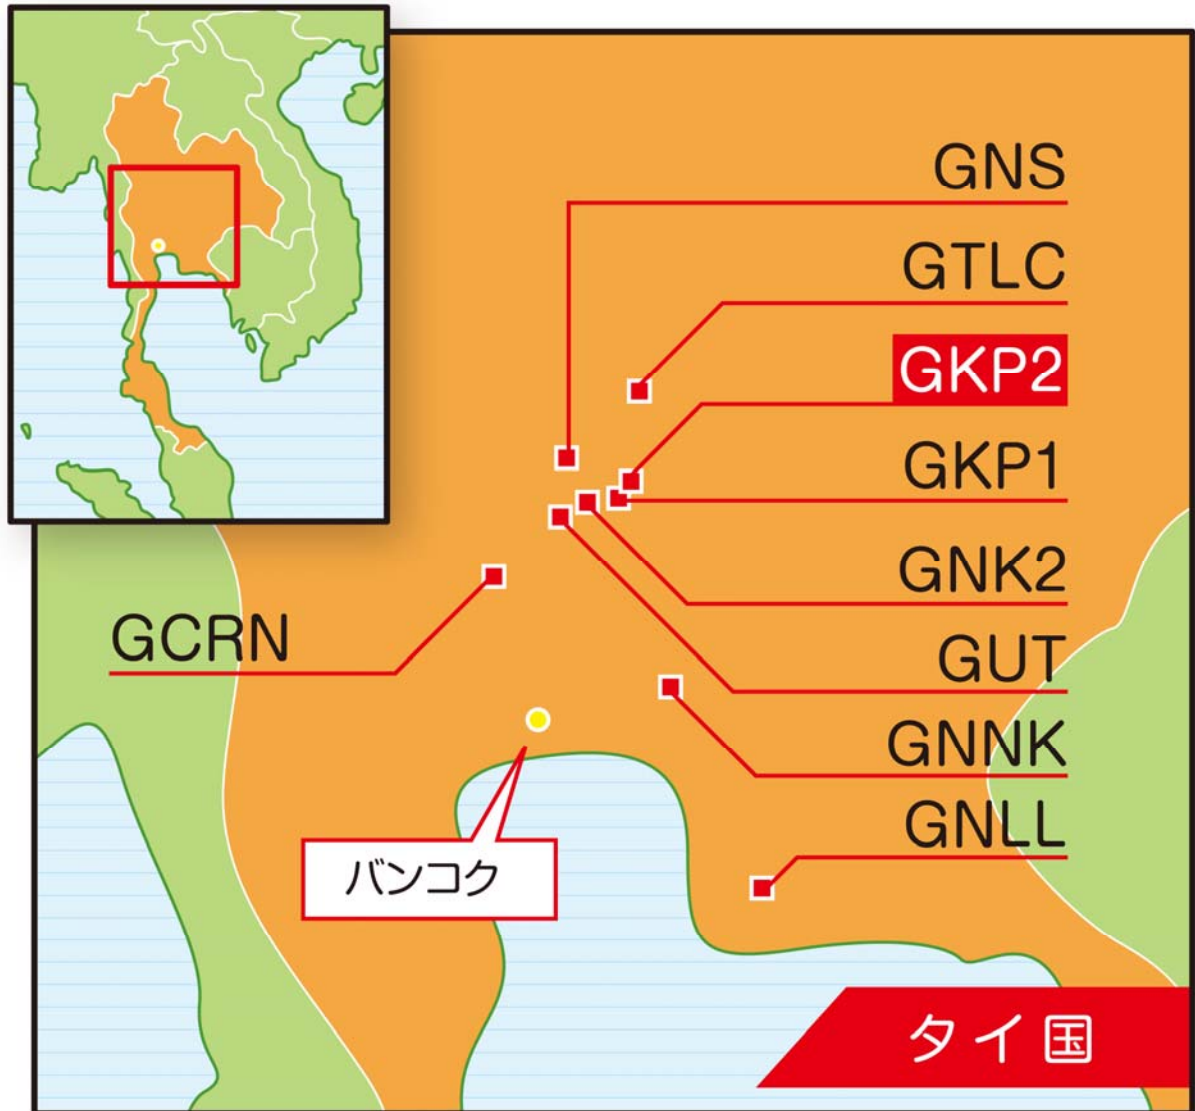 GNS
GTLC
GKP2
GKP1
GNK2
GCRN
GUT
GNNK
GNLL
バンコク
タイ国